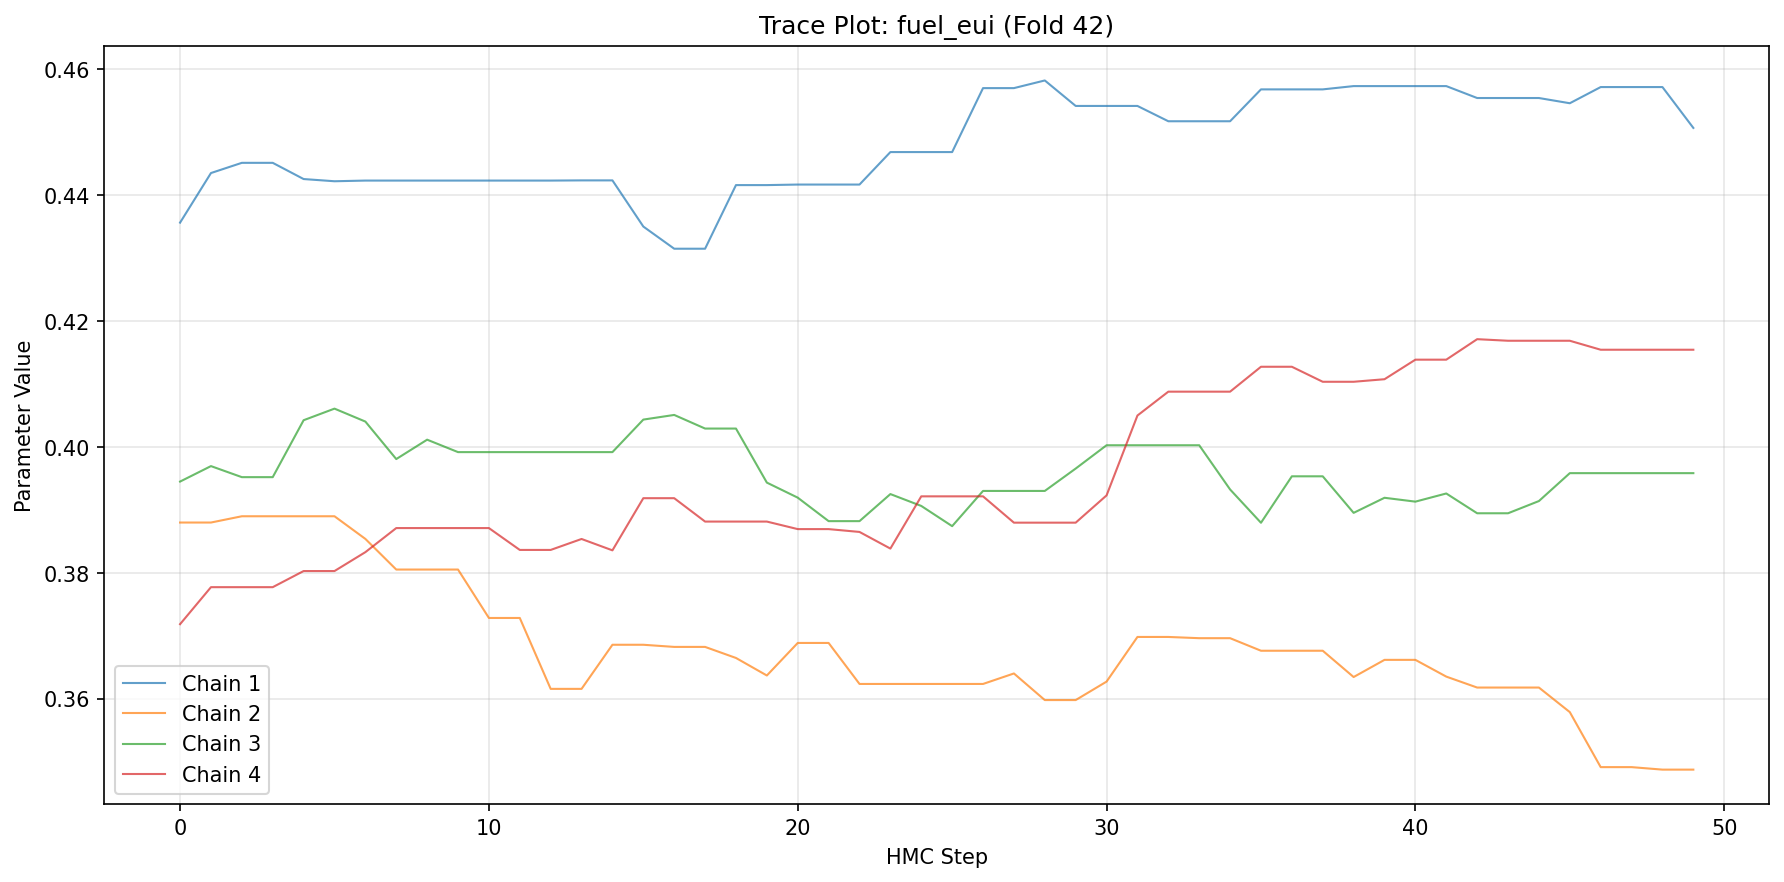 Trace Plot: fuel_eui (Fold 42)
Parameter Value
0.46
0.44
0.42
0.40
0.38
0.36
Chain 1
Chain 2
Chain 3
Chain 4
0 10 20 30 40 50
HMC Step